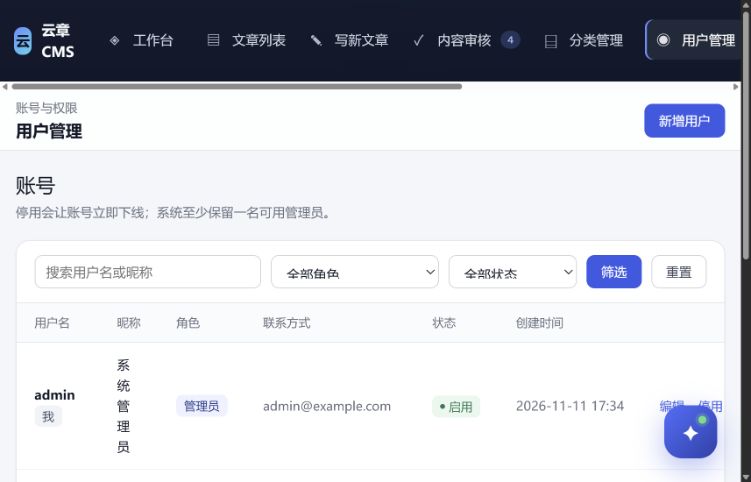 云章
CMS
工作台
文章列表
写新文章
内容审核 4
分类管理
用户管理
账号与权限
用户管理
新增用户
账号
停用会让账号立即下线；系统至少保留一名可用管理员。
搜索用户名或昵称
全部角色
全部状态
筛选
重置
用户名 昵称 角色 联系方式 状态 创建时间
admin
我
系统管理员
管理员
admin@example.com
启用
2026-11-11 17:34
编辑 停用